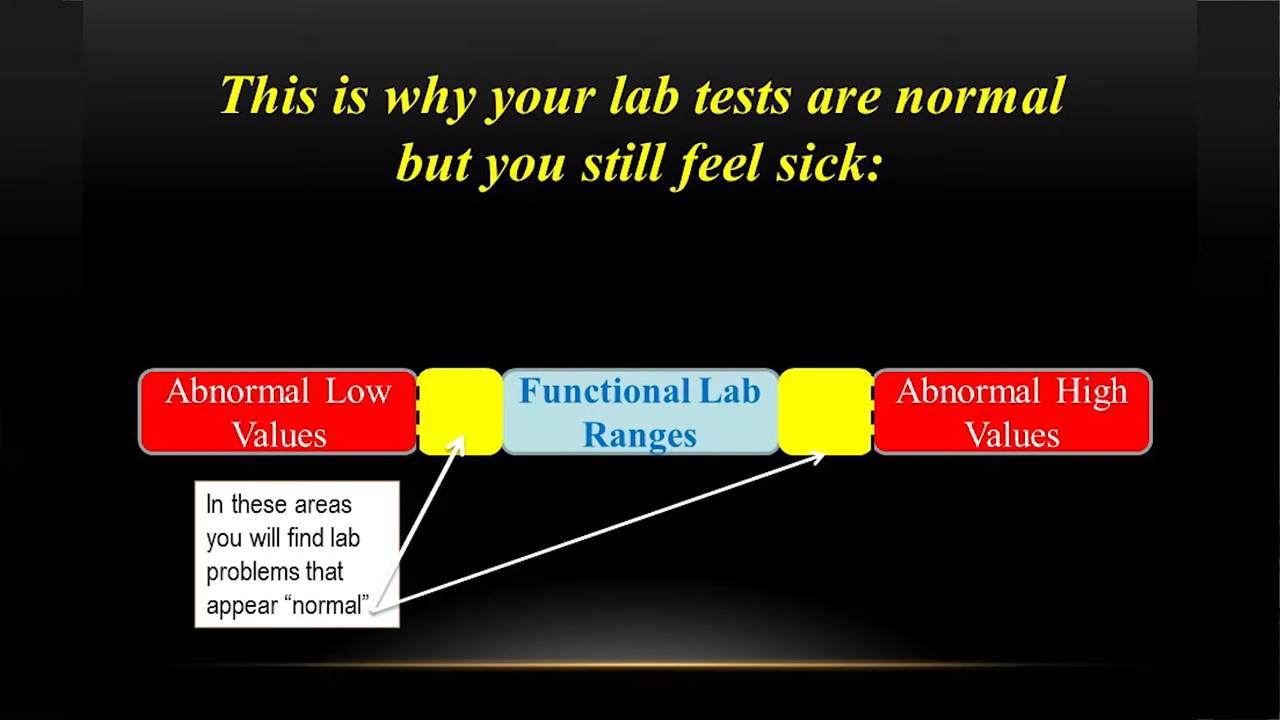 This is why your lab tests are normal
but you still feel sick:
Abnormal Low
Values
Functional Lab
Ranges
Abnormal High
Values
In these areas
you will find lab
problems that
appear “normal”